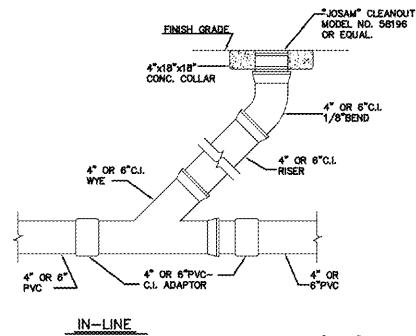 "JOSAM" CLEANOUT
MODEL NO. 58196
OR EQUAL.
FINISH GRADE
4"x18"x18"
CONC. COLLAR
4" OR 6"C.I.
1/8"BEND
4" OR 6"C.I.
RISER
4" OR 6"C.I.
WYE
4" OR 6"
PVC
4" OR 6"PVC-
C.I. ADAPTOR
4" OR
6"PVC
IN-LINE